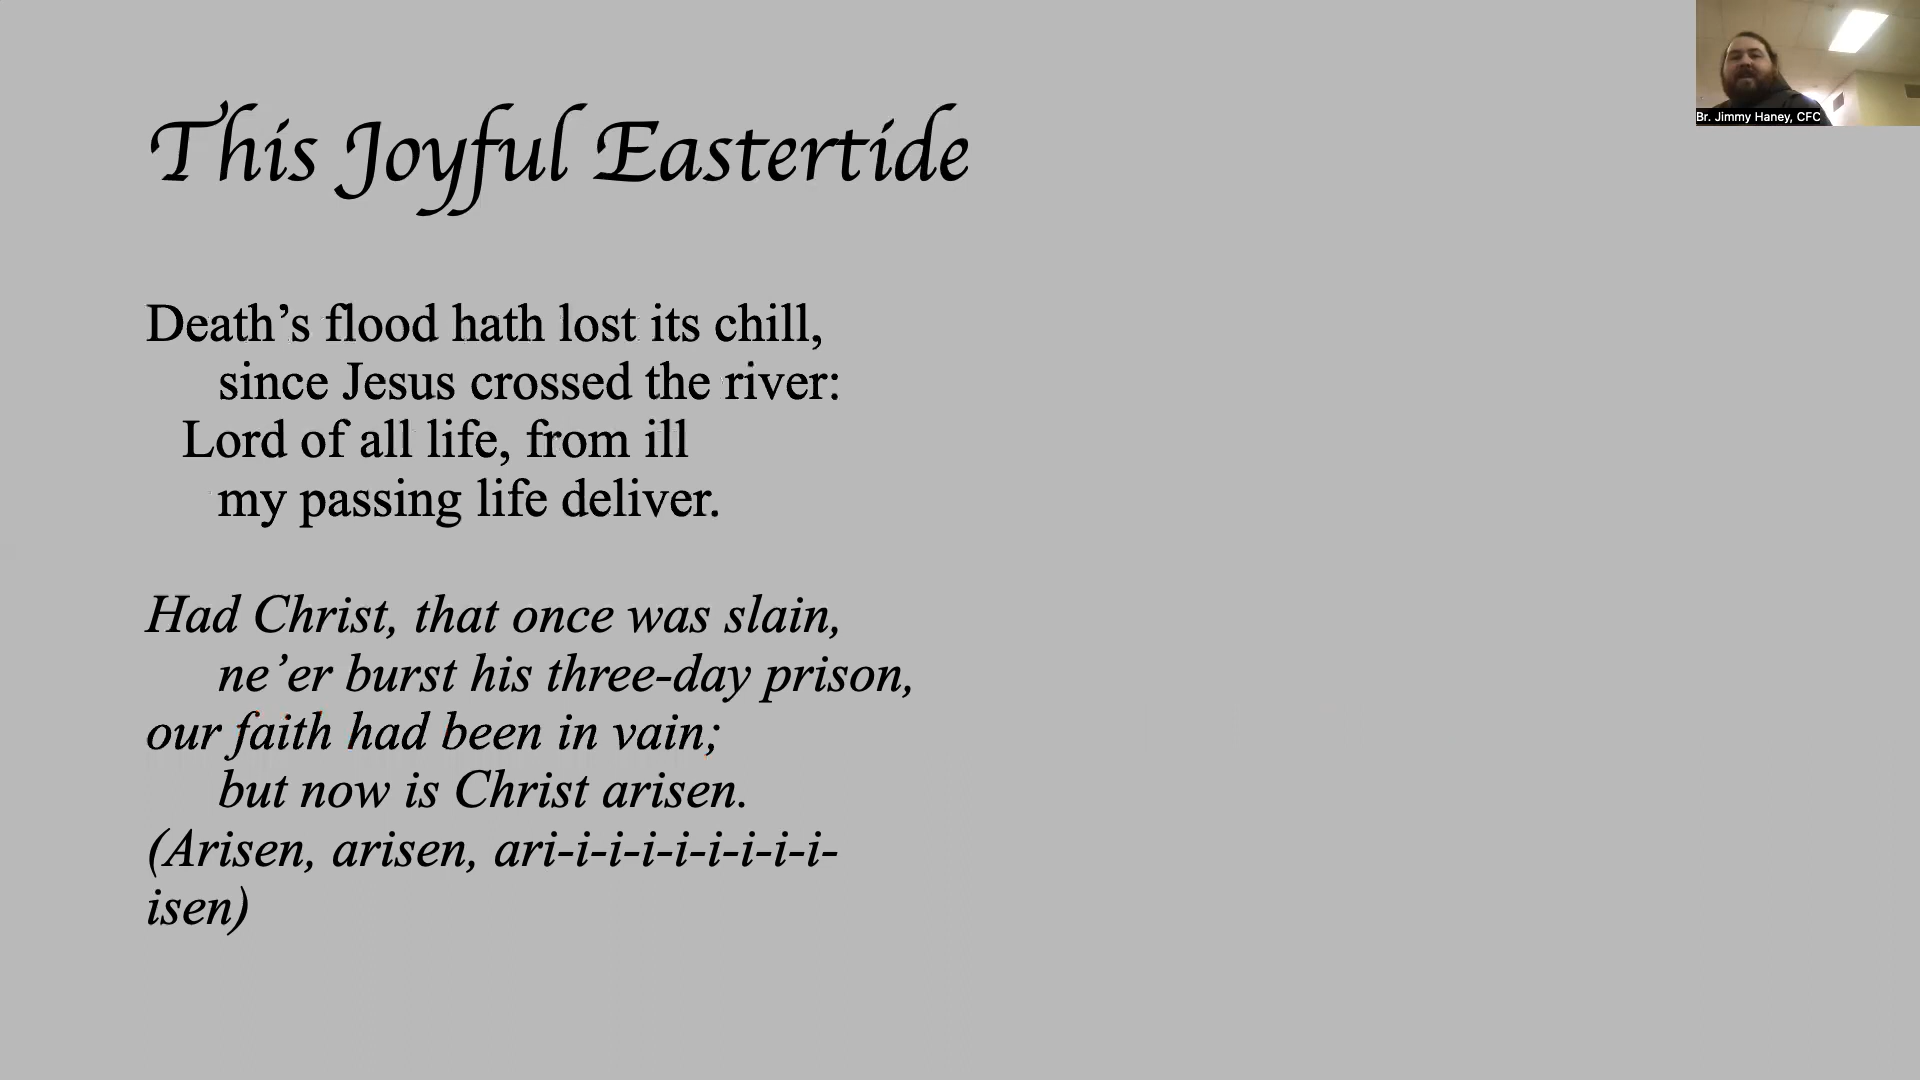 This Joyful Eastertide
Br. Jimmy Haney, CFC
Death’s flood hath lost its chill,
since Jesus crossed the river:
Lord of all life, from ill
my passing life deliver.
Had Christ, that once was slain,
ne’er burst his three-day prison,
our faith had been in vain;
but now is Christ arisen.
(Arisen, arisen, ari-i-i-i-i-i-i-i-i-
isen)